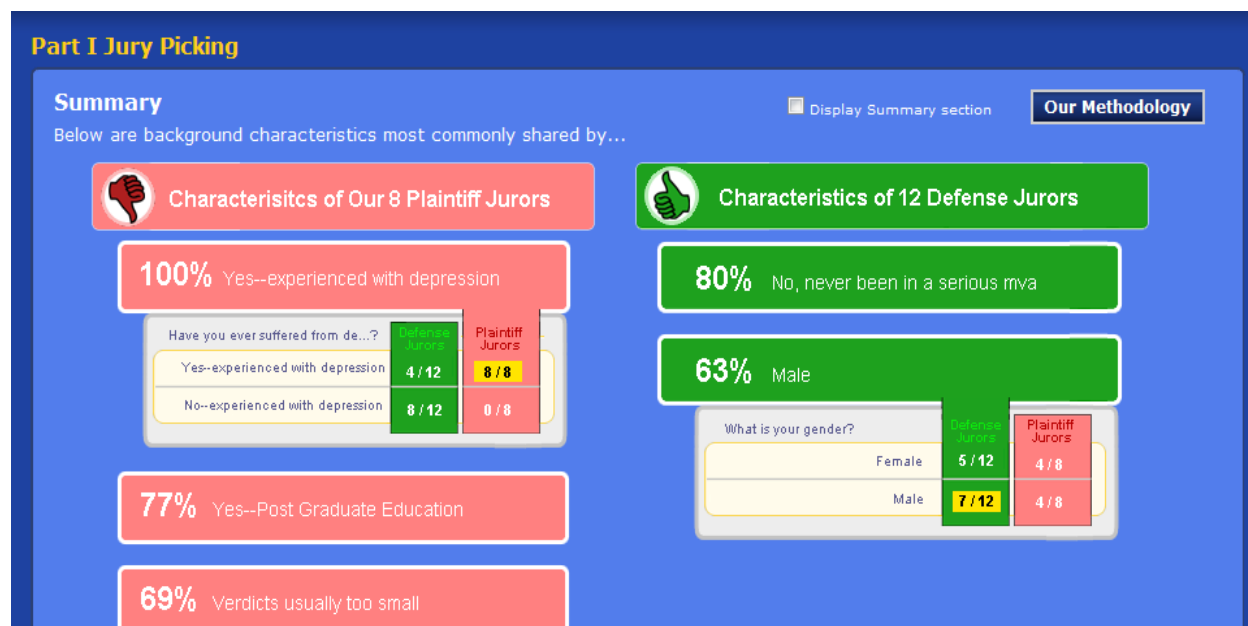 Part I Jury Picking
Summary
Display Summary section
Our Methodology
Below are background characteristics most commonly shared by...
Characterisitcs of Our 8 Plaintiff Jurors
100% Yes--experienced with depression
Have you ever suffered from de...?
Defense Jurors
Plaintiff Jurors
Yes--experienced with depression 4 / 12 8 / 8
No--experienced with depression 8 / 12 0 / 8
77% Yes--Post Graduate Education
69% Verdicts usually too small
Characteristics of 12 Defense Jurors
80% No, never been in a serious mva
63% Male
What is your gender?
Defense Jurors
Plaintiff Jurors
Female 5 / 12 4 / 8
Male 7 / 12 4 / 8